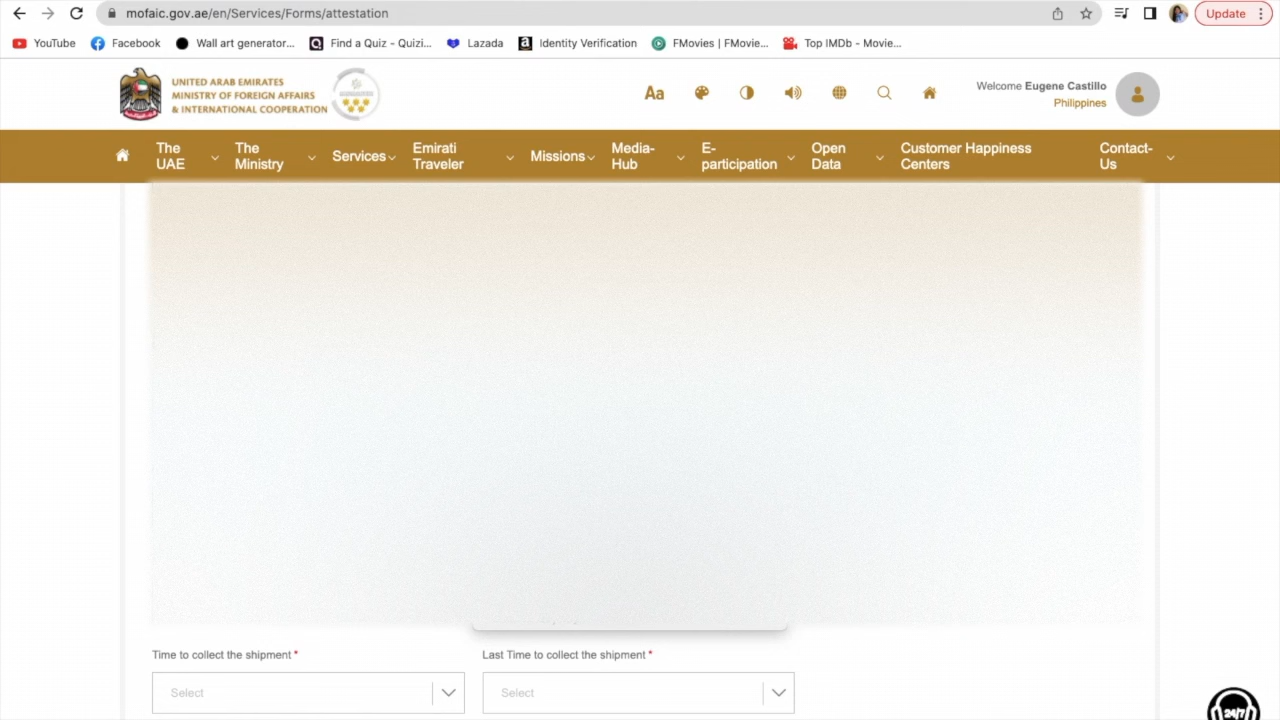 mofaic.gov.ae/en/Services/Forms/attestation
Update
YouTube
Facebook
Wall art generator...
Find a Quiz - Quizi...
Lazada
Identity Verification
FMovies | FMovie...
Top IMDb - Movie...
UNITED ARAB EMIRATES
MINISTRY OF FOREIGN AFFAIRS
& INTERNATIONAL COOPERATION
Aa
Welcome Eugene Castillo
Philippines
The UAE
The Ministry
Services
Emirati Traveler
Missions
Media-Hub
E-participation
Open Data
Customer Happiness Centers
Contact-Us
Time to collect the shipment *
Last Time to collect the shipment *
Select
Select
24/7